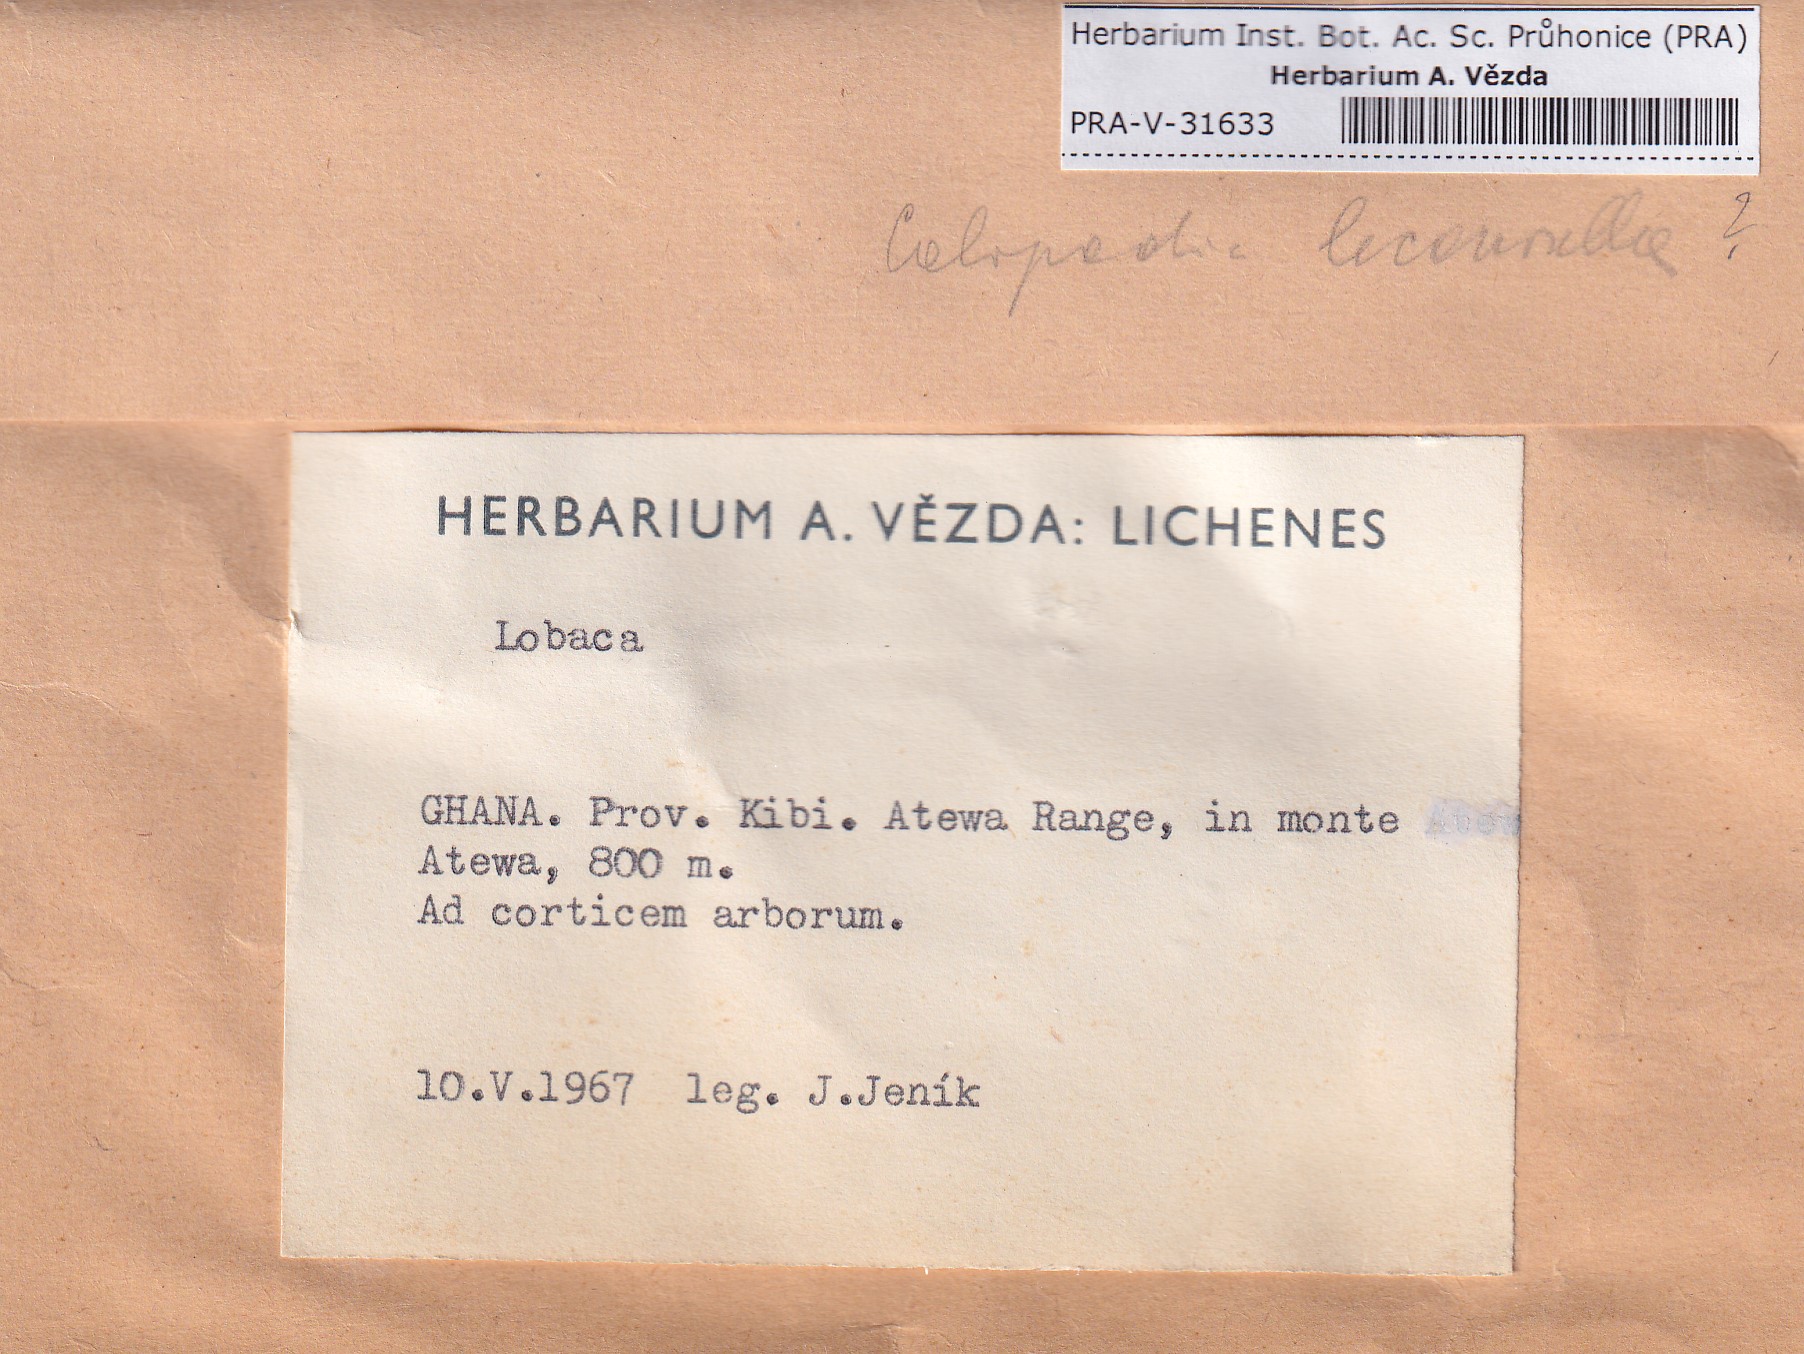 Herbarium Inst. Bot. Ac. Sc. Průhonice (PRA)
Herbarium A. Vězda
PRA-V-31633
?
HERBARIUM A. VĚZDA: LICHENES
Lobaca
GHANA. Prov. Kibi. Atewa Range, in monte
Atewa, 800 m.
Ad corticem arborum.
10.V.1967 leg. J.Jeník